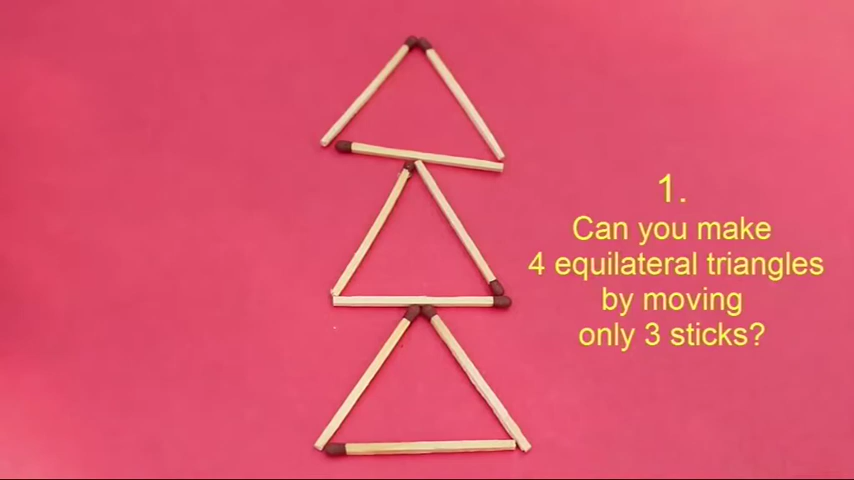 1.
Can you make
4 equilateral triangles
by moving
only 3 sticks?